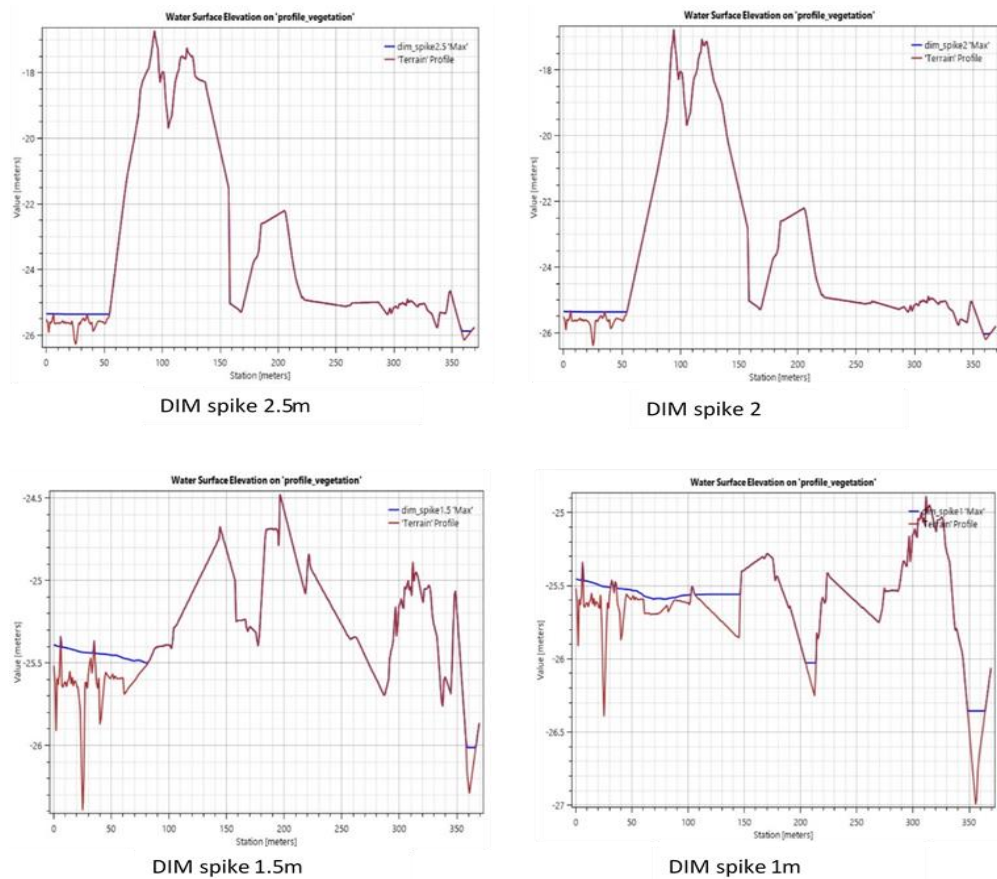 Water Surface Elevation on 'profile_vegetation'
dim_spike2.5 'Max'
'Terrain' Profile
Value [meters]
-18
-20
-22
-24
-26
0 50 100 150 200 250 300 350
Station [meters]
DIM spike 2.5m
Water Surface Elevation on 'profile_vegetation'
dim_spike2 'Max'
'Terrain' Profile
Value [meters]
-18
-20
-22
-24
-26
0 50 100 150 200 250 300 350
Station [meters]
DIM spike 2
Water Surface Elevation on 'profile_vegetation'
dim_spike1.5 'Max'
'Terrain' Profile
Value [meters]
-24.5
-25
-25.5
-26
0 50 100 150 200 250 300 350
Station [meters]
DIM spike 1.5m
Water Surface Elevation on 'profile_vegetation'
dim_spike1 'Max'
'Terrain' Profile
Value [meters]
-25
-25.5
-26
-26.5
-27
0 50 100 150 200 250 300 350
Station [meters]
DIM spike 1m